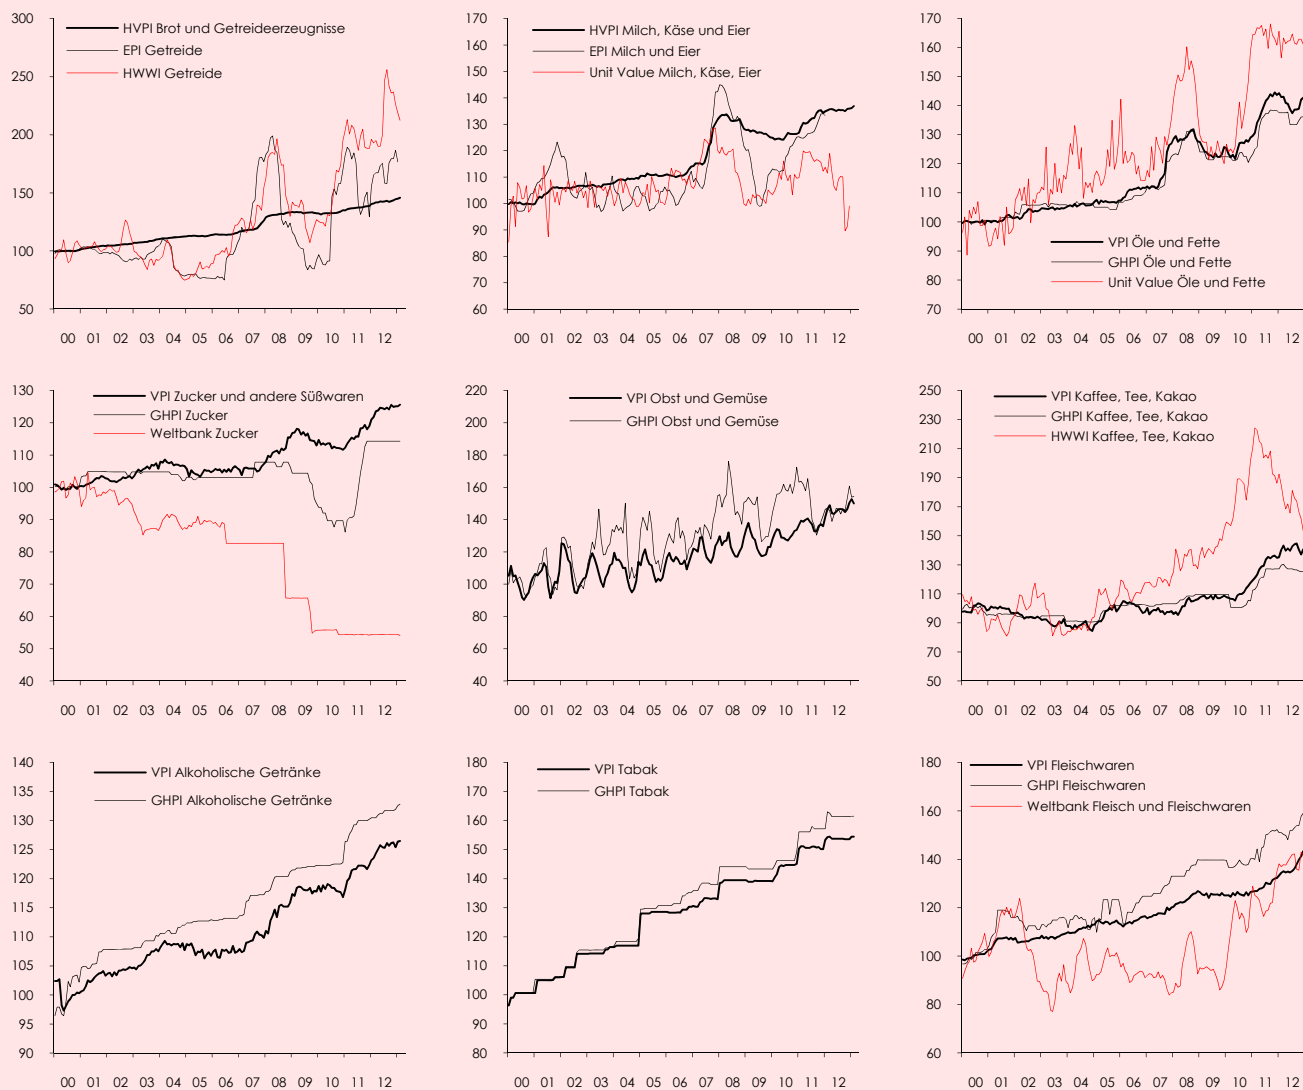 300
250
200
150
100
50
HVPI Brot und Getreideerzeugnisse
EPI Getreide
HWWI Getreide
00 01 02 03 04 05 06 07 08 09 10 11 12
170
160
150
140
130
120
110
100
90
80
70
60
HVPI Milch, Käse und Eier
EPI Milch und Eier
Unit Value Milch, Käse, Eier
00 01 02 03 04 05 06 07 08 09 10 11 12
170
160
150
140
130
120
110
100
90
80
70
VPI Öle und Fette
GHPI Öle und Fette
Unit Value Öle und Fette
00 01 02 03 04 05 06 07 08 09 10 11 12
130
120
110
100
90
80
70
60
50
40
VPI Zucker und andere Süßwaren
GHPI Zucker
Weltbank Zucker
00 01 02 03 04 05 06 07 08 09 10 11 12
220
200
180
160
140
120
100
80
60
40
VPI Obst und Gemüse
GHPI Obst und Gemüse
00 01 02 03 04 05 06 07 08 09 10 11 12
250
230
210
190
170
150
130
110
90
70
50
VPI Kaffee, Tee, Kakao
GHPI Kaffee, Tee, Kakao
HWWI Kaffee, Tee, Kakao
00 01 02 03 04 05 06 07 08 09 10 11 12
140
135
130
125
120
115
110
105
100
95
90
VPI Alkoholische Getränke
GHPI Alkoholische Getränke
00 01 02 03 04 05 06 07 08 09 10 11 12
180
170
160
150
140
130
120
110
100
90
80
VPI Tabak
GHPI Tabak
00 01 02 03 04 05 06 07 08 09 10 11 12
180
160
140
120
100
80
60
VPI Fleischwaren
GHPI Fleischwaren
Weltbank Fleisch und Fleischwaren
00 01 02 03 04 05 06 07 08 09 10 11 12